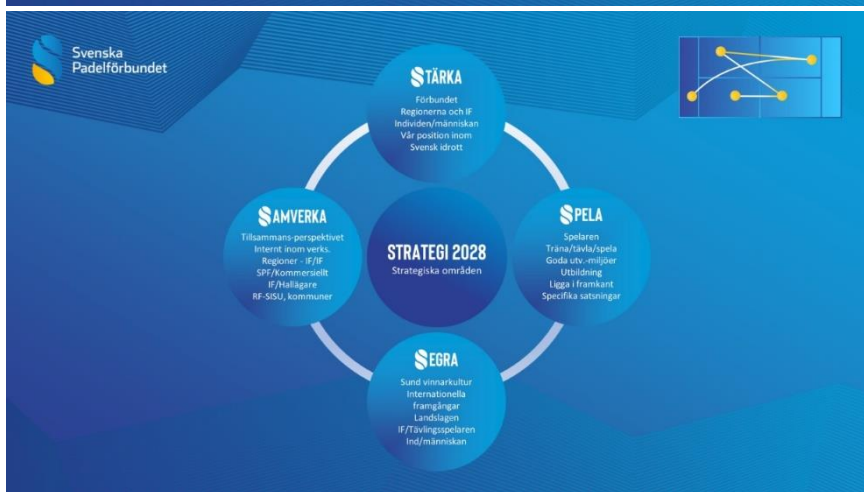 Svenska
Padelförbundet
STÄRKA
Förbundet
Regionerna och IF
Individen/människan
Vår position inom
Svensk idrott
SAMVERKA
Tillsammans-perspektivet
Internt inom verks.
Regioner - IF/IF
SPF/Kommersiellt
IF/Hallägare
RF-SISU, kommuner
STRATEGI 2028
Strategiska områden
SPELA
Spelaren
Träna/tävla/spela
Goda utv.-miljöer
Utbildning
Ligga i framkant
Specifika satsningar
SEGRA
Sund vinnarkultur
Internationella
framgångar
Landslagen
IF/Tävlingsspelaren
Ind/människan